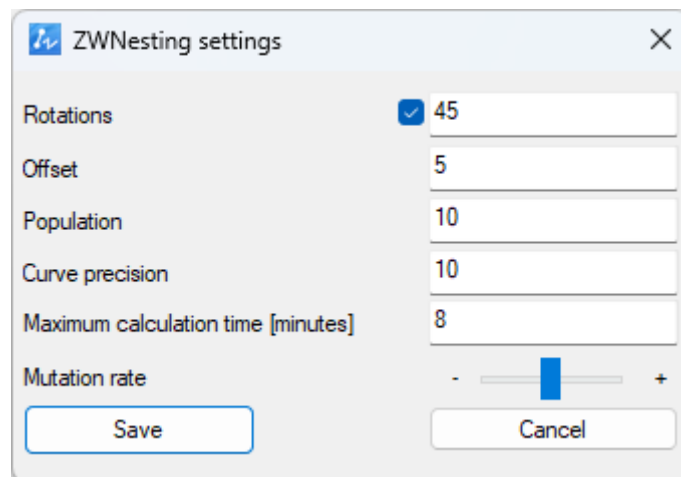 ZWNesting settings
Rotations 45
Offset 5
Population 10
Curve precision 10
Maximum calculation time [minutes] 8
Mutation rate - +
Save Cancel